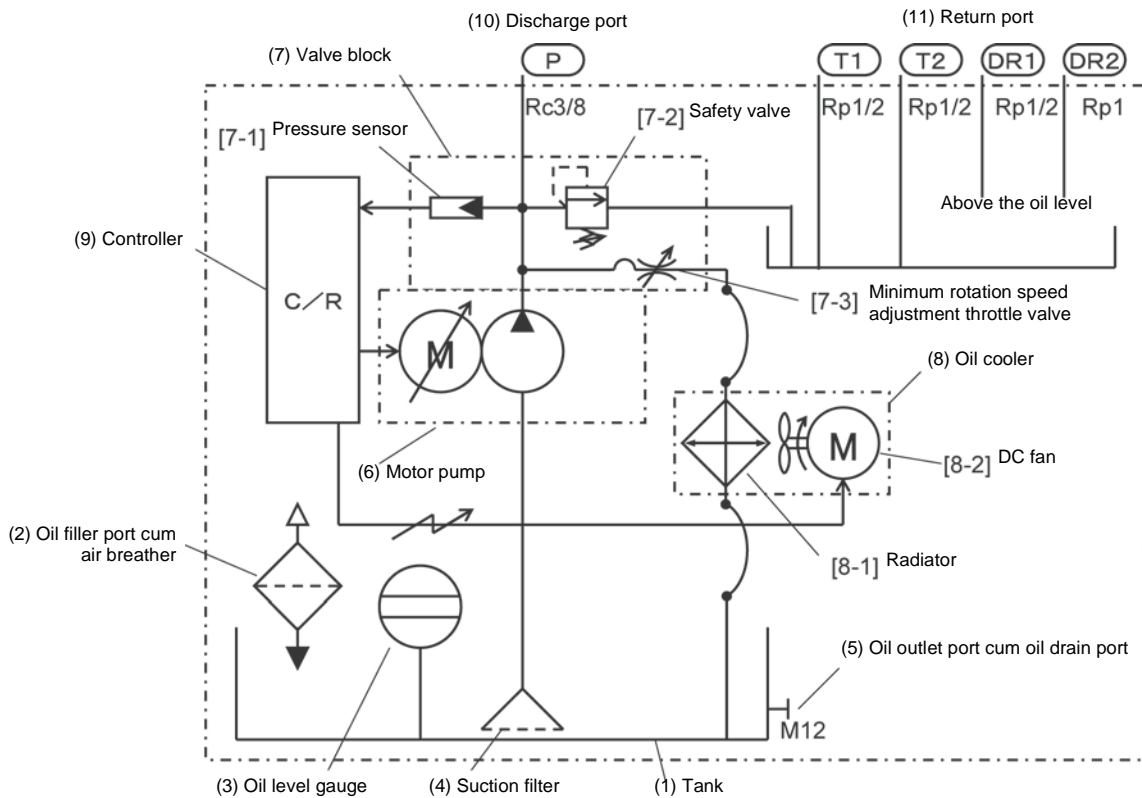 (10) Discharge port
(11) Return port
(7) Valve block
P
T1
T2
DR1
DR2
Rc3/8
Rp1/2
Rp1/2
Rp1/2
Rp1
[7-1] Pressure sensor
[7-2] Safety valve
Above the oil level
(9) Controller
C/R
[7-3] Minimum rotation speed
adjustment throttle valve
M
(8) Oil cooler
M
[8-2] DC fan
(6) Motor pump
(2) Oil filler port cum
air breather
[8-1] Radiator
(5) Oil outlet port cum oil drain port
M12
(3) Oil level gauge
(4) Suction filter
(1) Tank